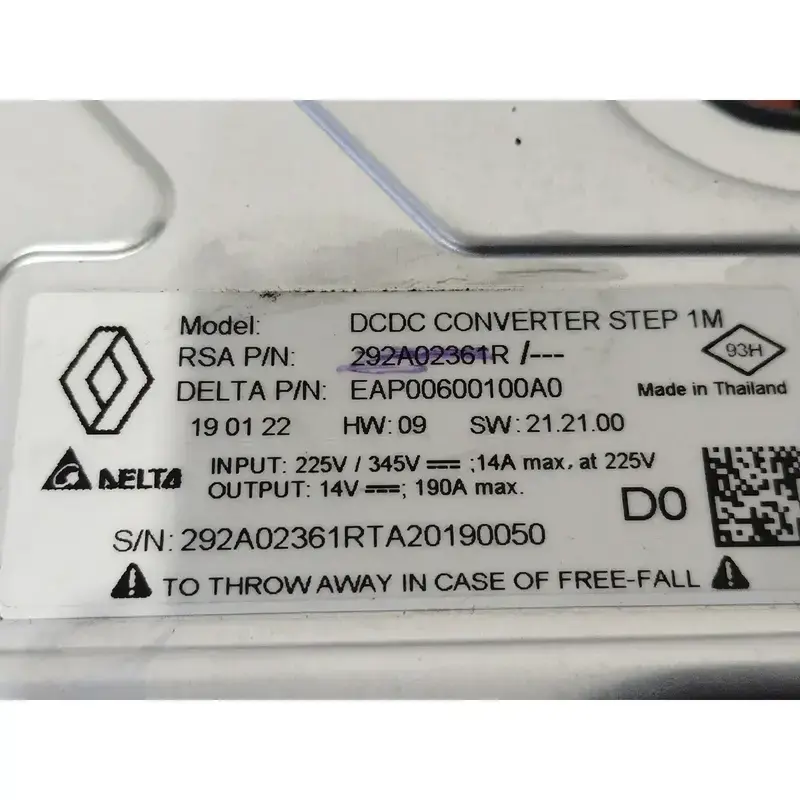 Model: DCDC CONVERTER STEP 1M
RSA P/N: 292A02361R /---
93H
DELTA P/N: EAP00600100A0
Made in Thailand
19 01 22 HW: 09 SW: 21.21.00
DELTA
INPUT: 225V / 345V ⎓ ;14A max. at 225V
OUTPUT: 14V ⎓; 190A max.
D0
S/N: 292A02361RTA20190050
TO THROW AWAY IN CASE OF FREE-FALL